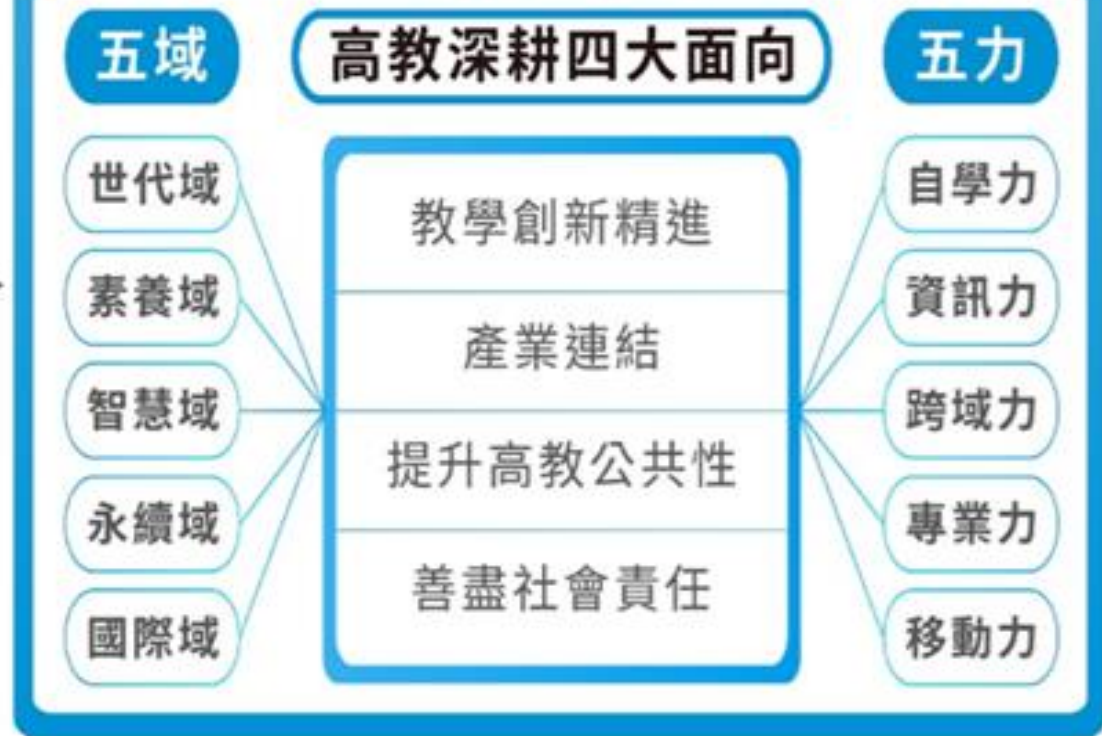 五域
高教深耕四大面向
五力
世代域
素養域
智慧域
永續域
國際域
教學創新精進
產業連結
提升高教公共性
善盡社會責任
自學力
資訊力
跨域力
專業力
移動力